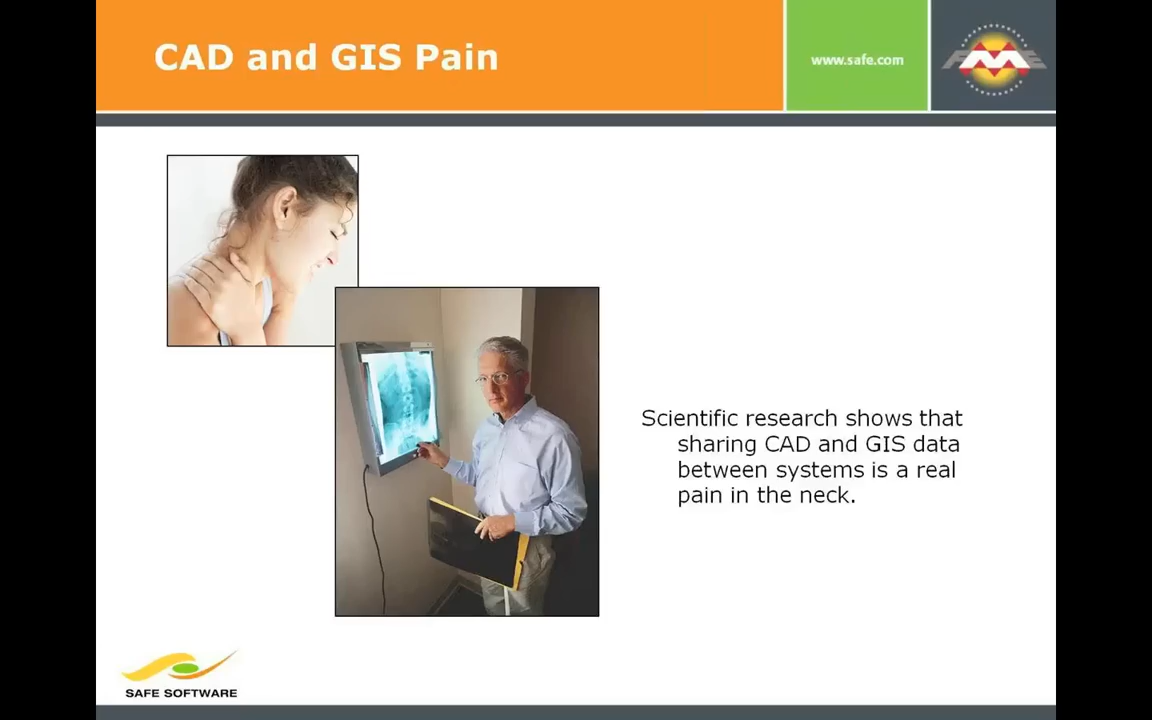 CAD and GIS Pain
www.safe.com
FME
Scientific research shows that
sharing CAD and GIS data
between systems is a real
pain in the neck.
SAFE SOFTWARE